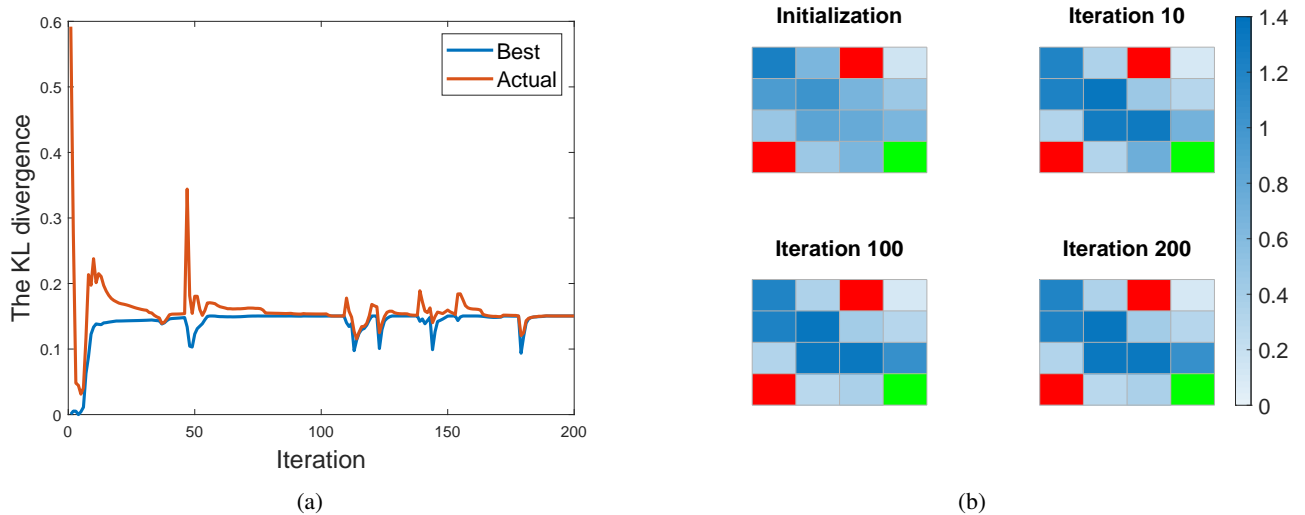 0.6
0.5
0.4
0.3
0.2
0.1
0
The KL divergence
Best
Actual
0 50 100 150 200
Iteration
(a)
Initialization Iteration 10
Iteration 100 Iteration 200
1.4
1.2
1
0.8
0.6
0.4
0.2
0
(b)